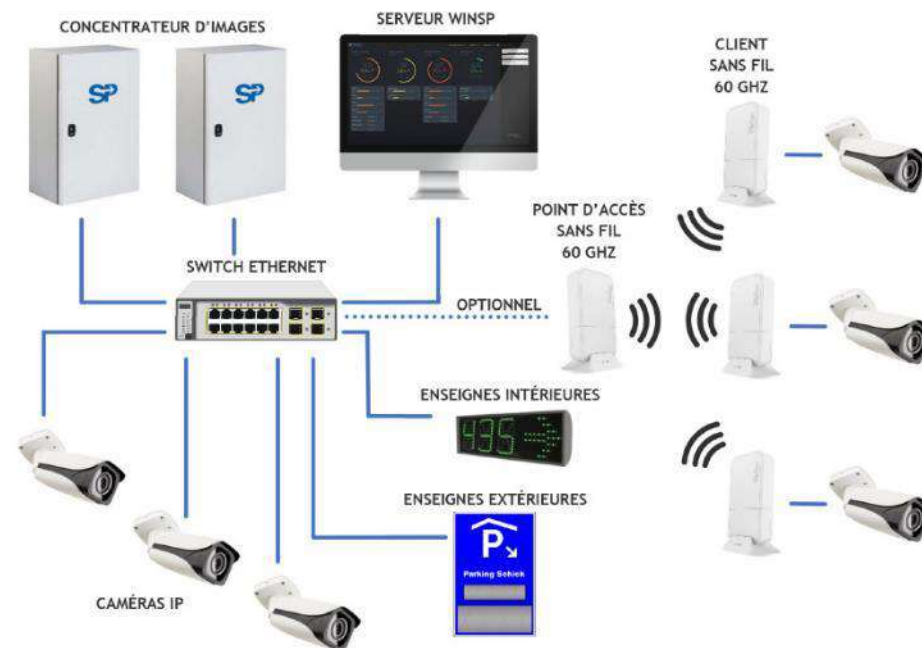 CONCENTRATEUR D'IMAGES
SERVEUR WINSP
SP
SP
CLIENT
SANS FIL
60 GHZ
POINT D'ACCÈS
SANS FIL
60 GHZ
SWITCH ETHERNET
OPTIONNEL
ENSEIGNES INTÉRIEURES
435
ENSEIGNES EXTÉRIEURES
P
Parking Schick
CAMÉRAS IP